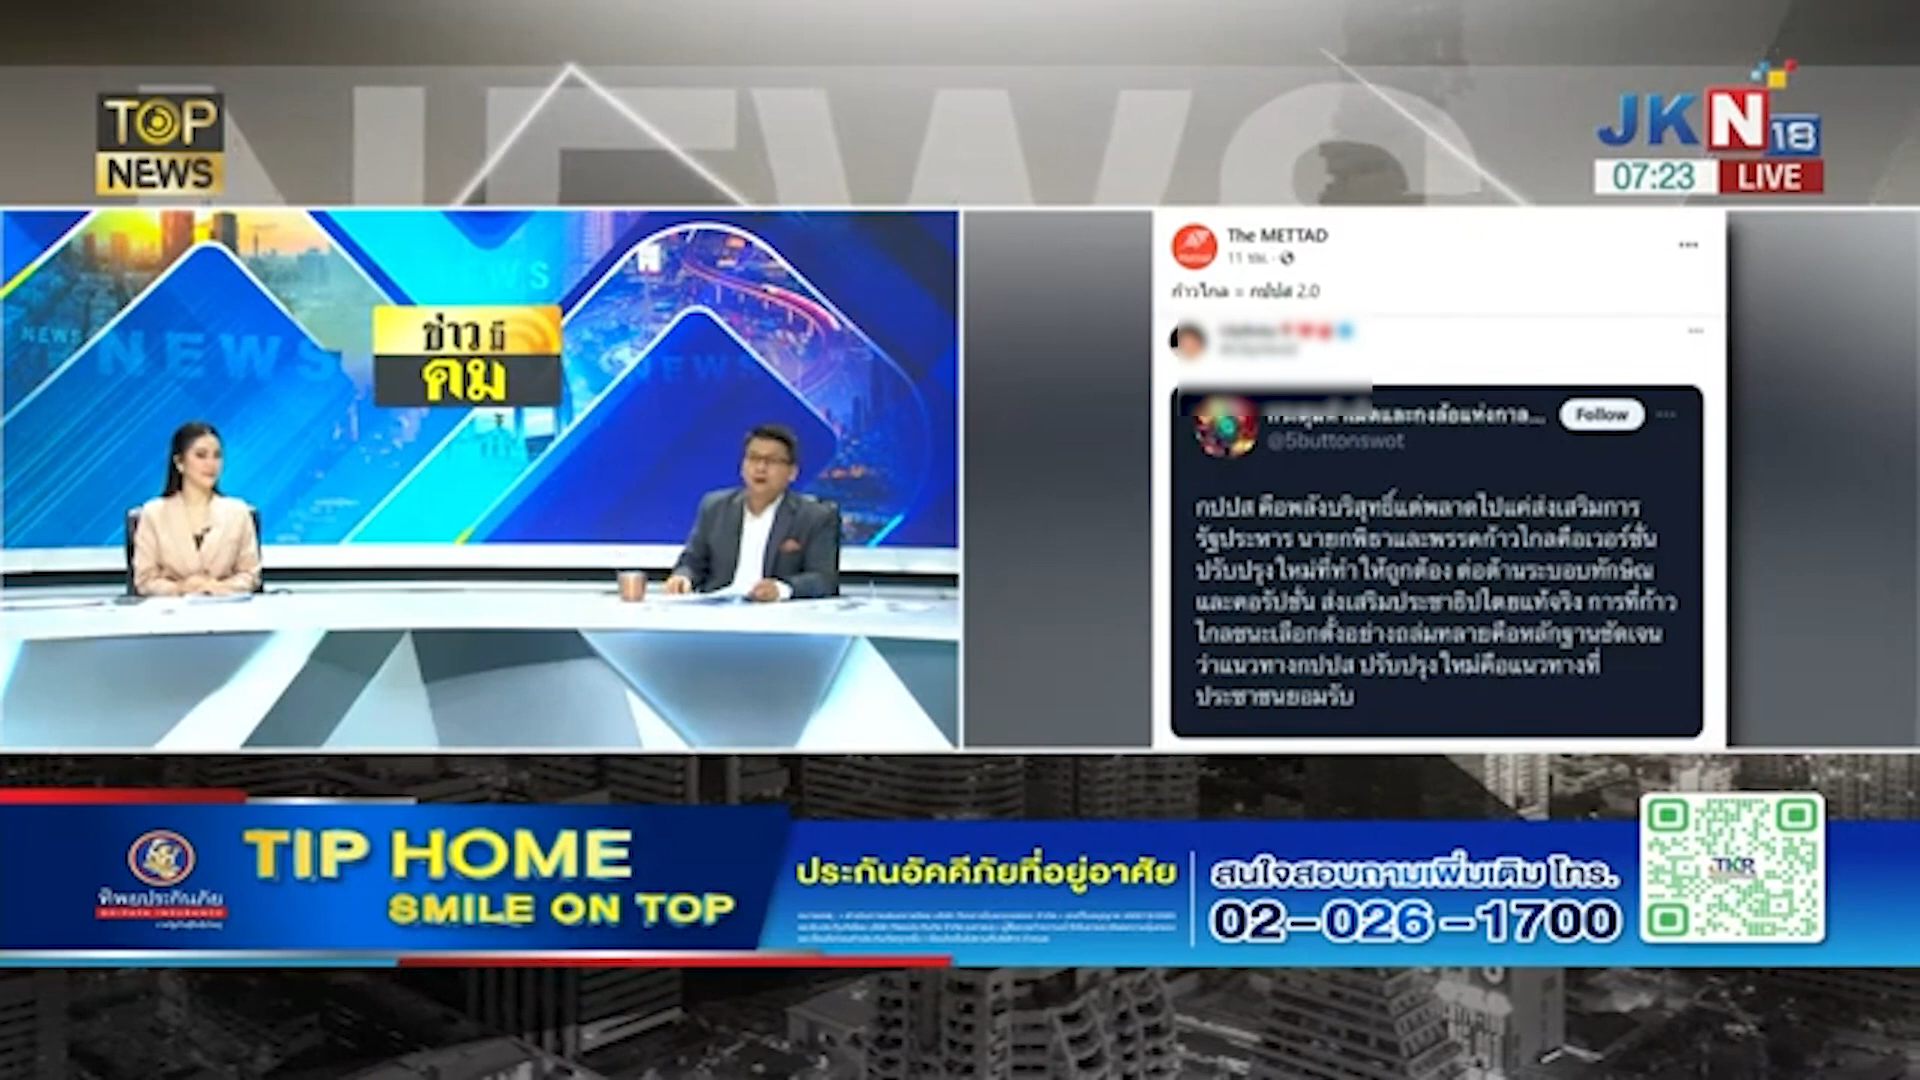 TOP
NEWS
JKN18
07:23 LIVE
NEWS
ข่าวมี
คม
The METTAD
11 ชม.
ก้าวไกล = กปปส 2.0
Follow
@5buttonswot
กปปส คือพลังบริสุทธิ์แต่พลาดไปแค่ส่งเสริมการ
รัฐประหาร นายกพิธาและพรรคก้าวไกลคือเวอร์ชั่น
ปรับปรุงใหม่ที่ทำให้ถูกต้อง ต่อต้านระบอบทักษิณ
และคอรัปชั่น ส่งเสริมประชาธิปไตยแท้จริง การที่ก้าว
ไกลชนะเลือกตั้งอย่างถล่มทลายคือหลักฐานชัดเจน
ว่าแนวทางกปปส ปรับปรุงใหม่คือแนวทางที่
ประชาชนยอมรับ
ทิพยประกันภัย
TIP HOME
SMILE ON TOP
ประกันอัคคีภัยที่อยู่อาศัย
สนใจสอบถามเพิ่มเติม โทร.
02-026-1700
TKR